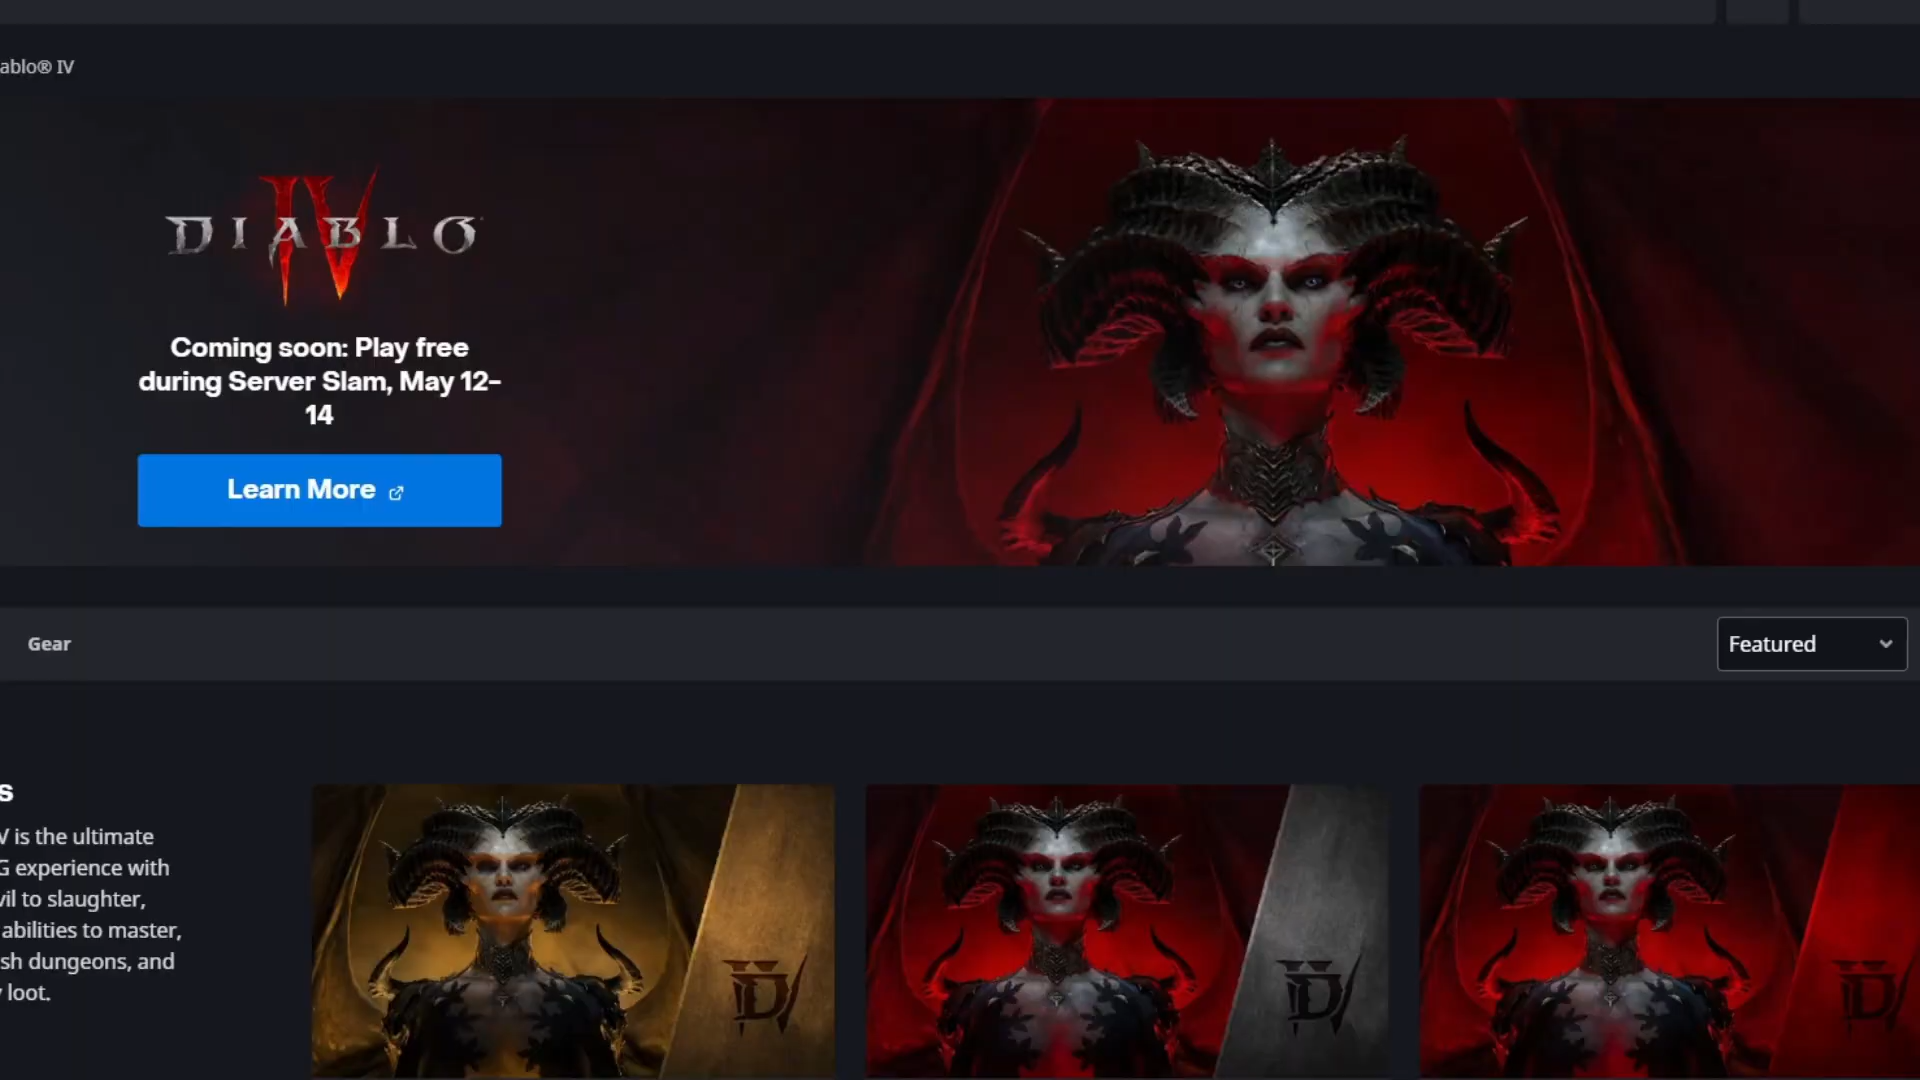 ablo® IV
DIABLO
IV
Coming soon: Play free
during Server Slam, May 12-
14
Learn More
Gear
Featured
s
V is the ultimate
G experience with
vil to slaughter,
abilities to master,
sh dungeons, and
y loot.